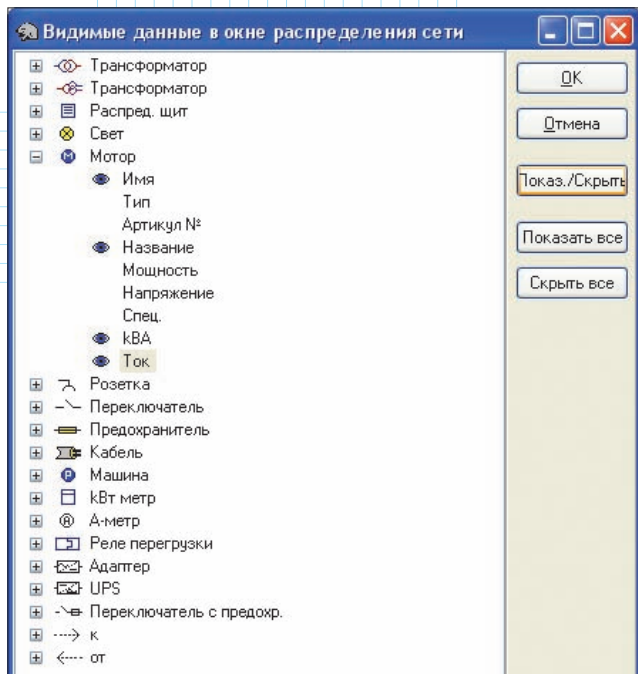 Видимые данные в окне распределения сети
Трансформатор
Трансформатор
Распред. щит
Свет
Мотор
Имя
Тип
Артикул №
Название
Мощность
Напряжение
Спец.
kВА
Ток
Розетка
Переключатель
Предохранитель
Кабель
Машина
kВт метр
А-метр
Реле перегрузки
Адаптер
UPS
Переключатель с предохр.
к
от
OK
Отмена
Показ./Скрыть
Показать все
Скрыть все